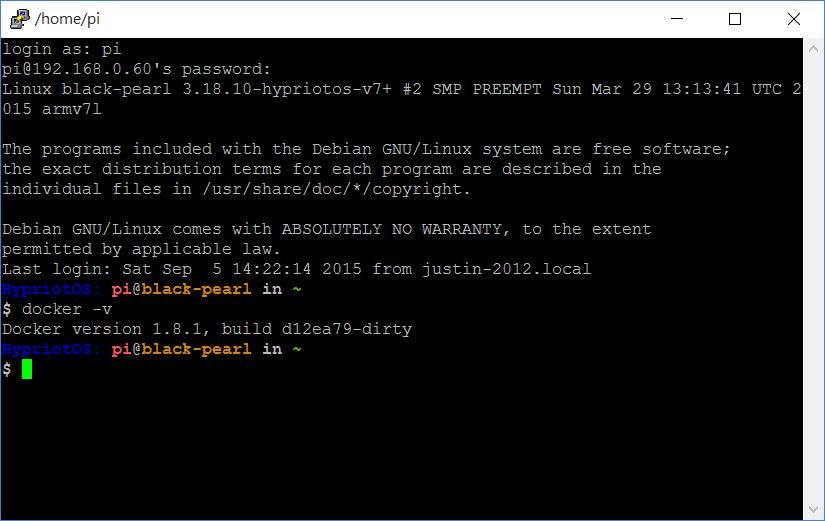 /home/pi
login as: pi
pi@192.168.0.60's password:
Linux black-pearl 3.18.10-hypriotos-v7+ #2 SMP PREEMPT Sun Mar 29 13:13:41 UTC 2
015 armv7l
The programs included with the Debian GNU/Linux system are free software;
the exact distribution terms for each program are described in the
individual files in /usr/share/doc/*/copyright.
Debian GNU/Linux comes with ABSOLUTELY NO WARRANTY, to the extent
permitted by applicable law.
Last login: Sat Sep  5 14:22:14 2015 from justin-2012.local
HypriotOS: pi@black-pearl in ~
$ docker -v
Docker version 1.8.1, build d12ea79-dirty
HypriotOS: pi@black-pearl in ~
$